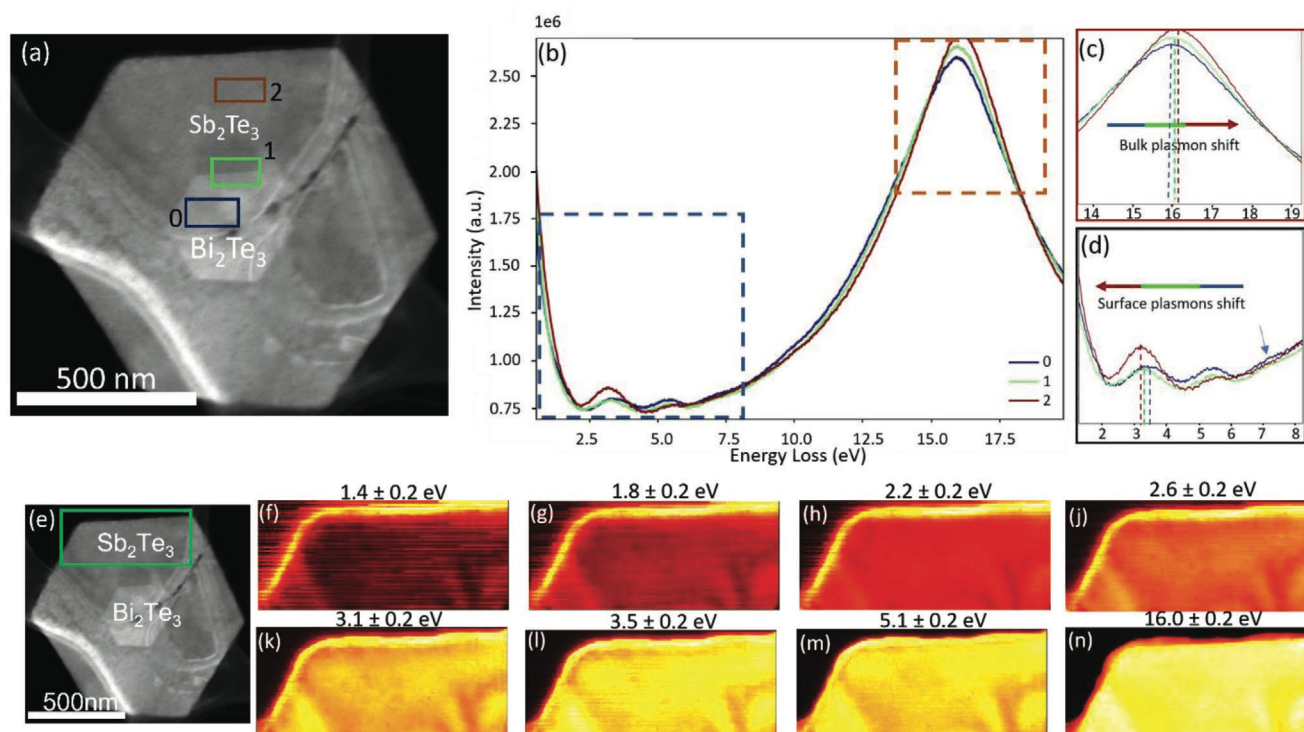 (a)
2
Sb₂Te₃
1
0
Bi₂Te₃
500 nm
1e6
(b)
2.50
2.25
2.00
1.75
1.50
1.25
1.00
0.75
Intensity (a.u.)
0
1
2
2.5 5.0 7.5 10.0 12.5 15.0 17.5
Energy Loss (eV)
(c)
Bulk plasmon shift
14 15 16 17 18 19
(d)
Surface plasmons shift
2 3 4 5 6 7 8
(e)
Sb₂Te₃
Bi₂Te₃
500nm
1.4 ± 0.2 eV
(f)
1.8 ± 0.2 eV
(g)
2.2 ± 0.2 eV
(h)
2.6 ± 0.2 eV
(j)
3.1 ± 0.2 eV
(k)
3.5 ± 0.2 eV
(l)
5.1 ± 0.2 eV
(m)
16.0 ± 0.2 eV
(n)